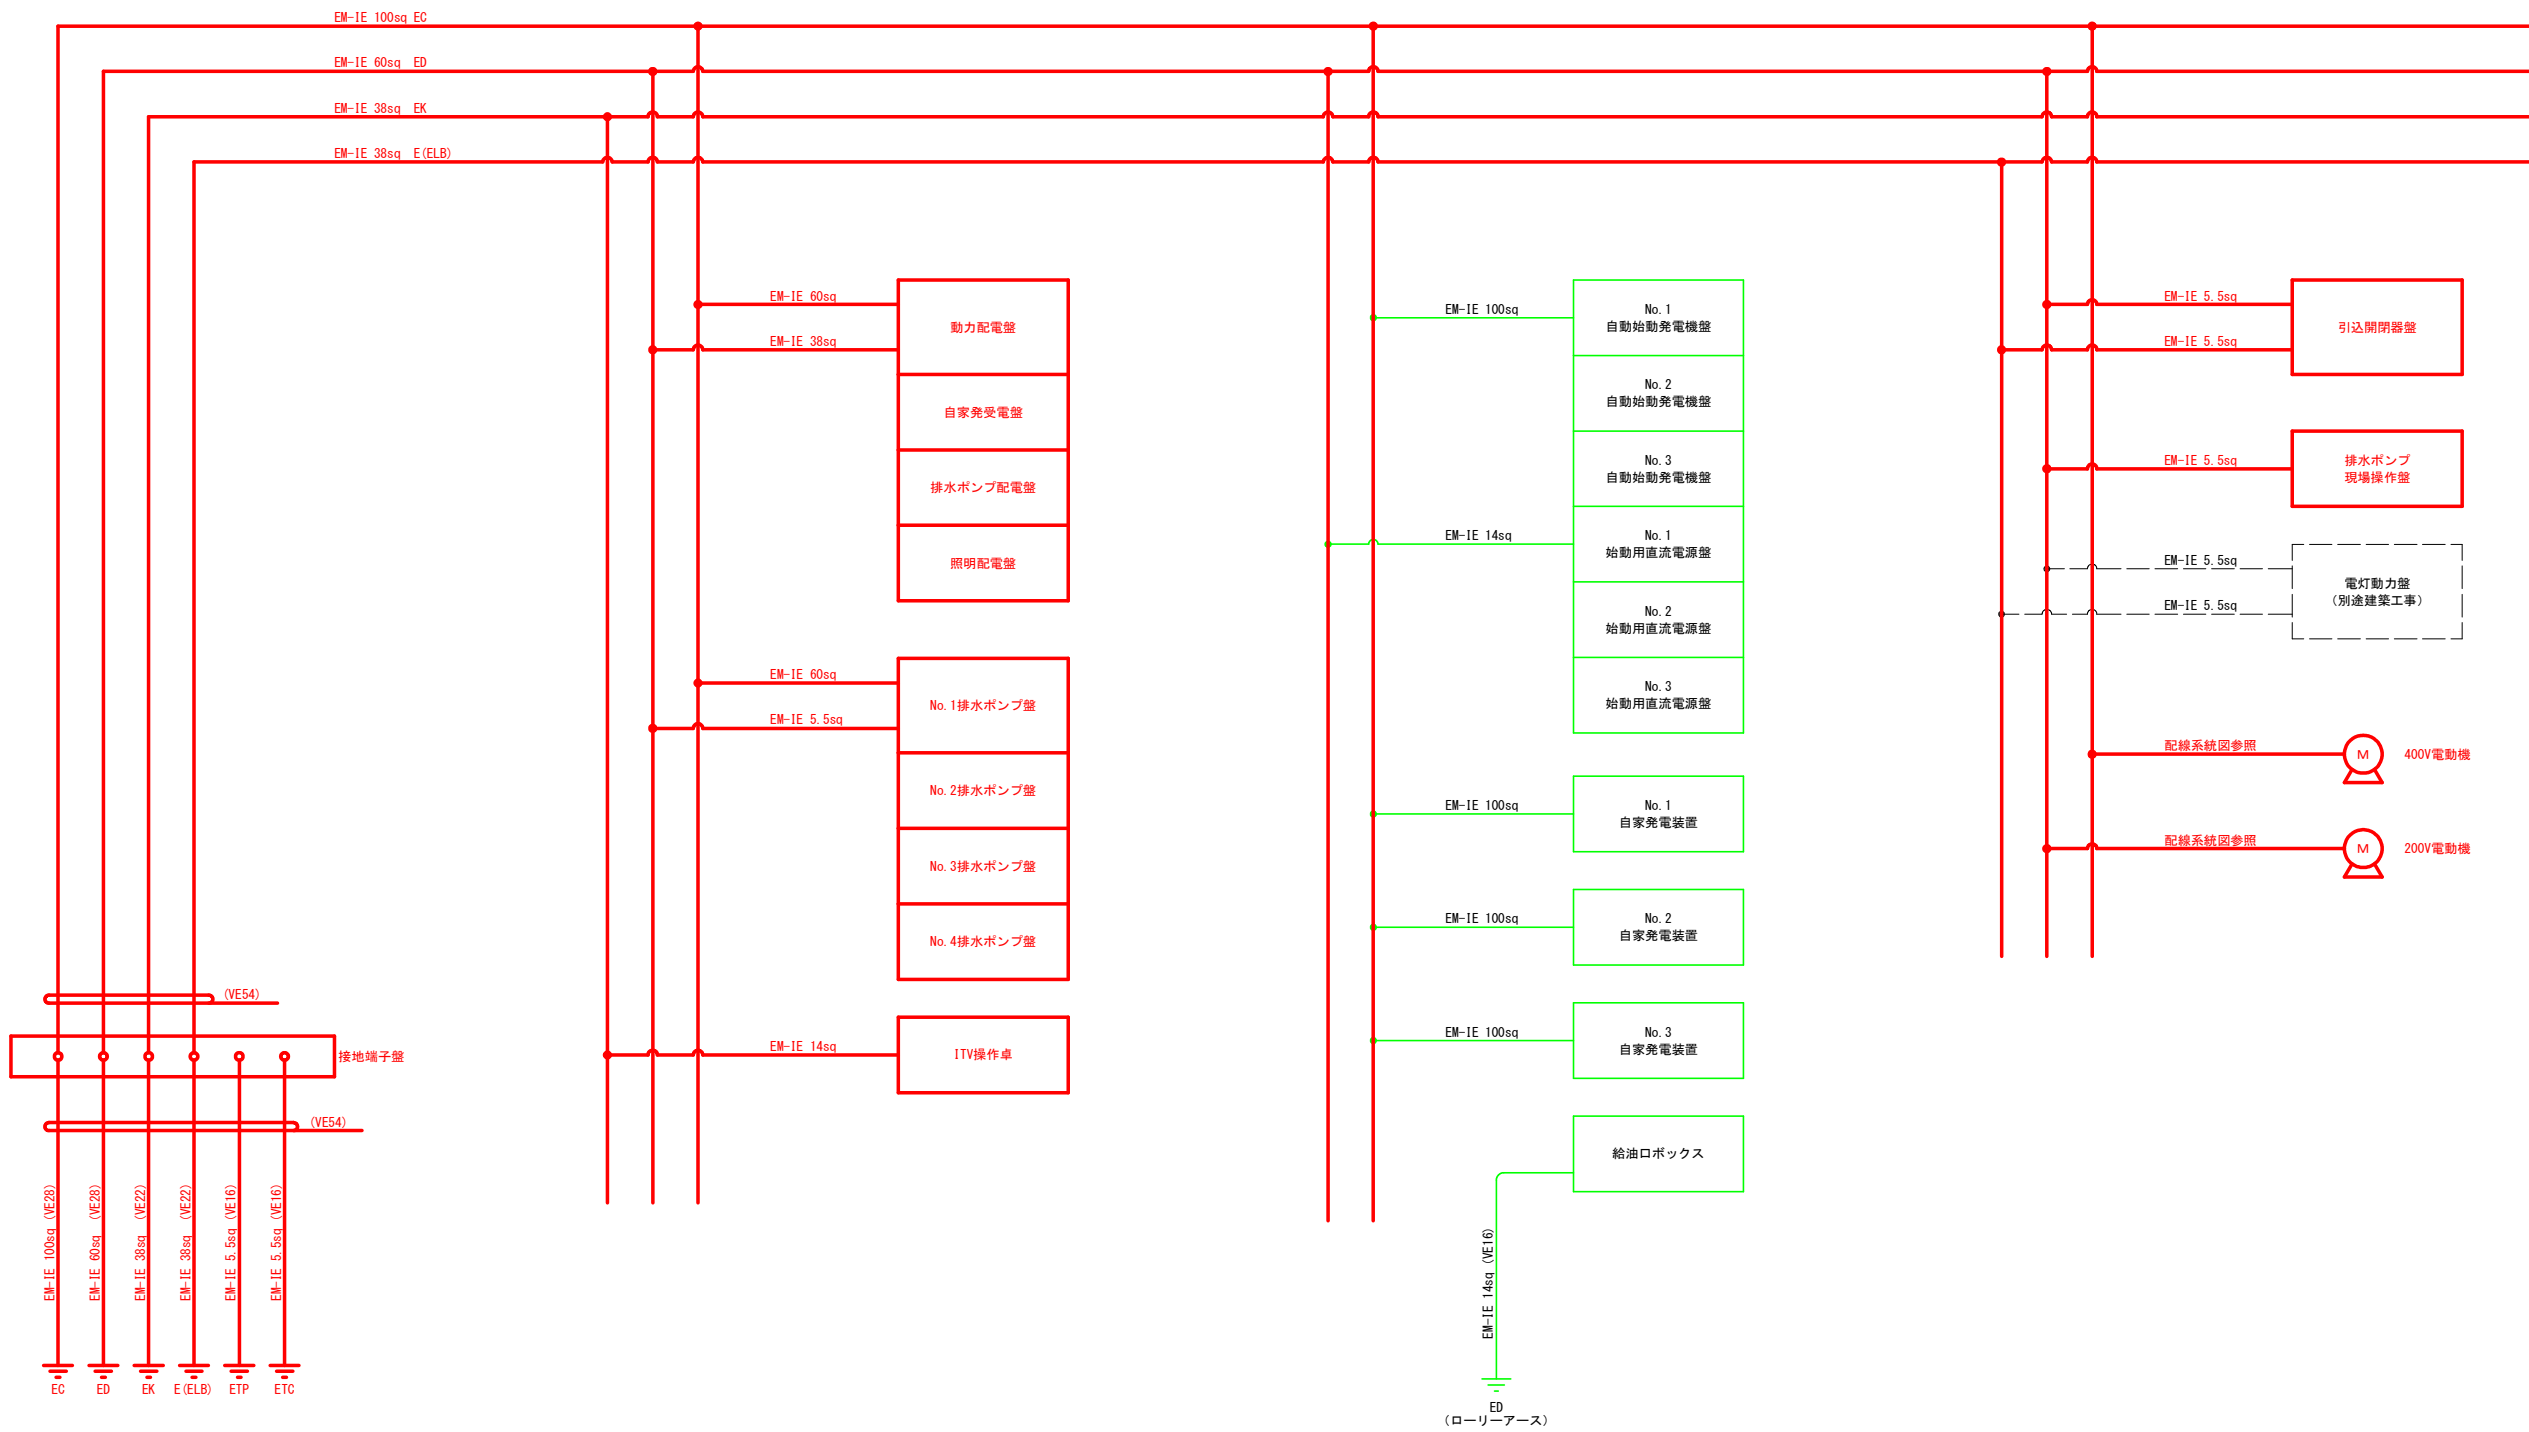 EM-IE 100sq EC
EM-IE 60sq ED
EM-IE 38sq EK
EM-IE 38sq E(ELB)
EM-IE 60sq
EM-IE 38sq
動力配電盤
自家発受電盤
排水ポンプ配電盤
照明配電盤
EM-IE 60sq
EM-IE 5.5sq
No.1排水ポンプ盤
No.2排水ポンプ盤
No.3排水ポンプ盤
No.4排水ポンプ盤
EM-IE 14sq
ITV操作卓
EM-IE 100sq
No.1
自動始動発電機盤
No.2
自動始動発電機盤
No.3
自動始動発電機盤
EM-IE 14sq
No.1
始動用直流電源盤
No.2
始動用直流電源盤
No.3
始動用直流電源盤
EM-IE 100sq
No.1
自家発電装置
EM-IE 100sq
No.2
自家発電装置
EM-IE 100sq
No.3
自家発電装置
給油口ボックス
EM-IE 14sq (VE16)
ED
(ローリーアース)
EM-IE 5.5sq
EM-IE 5.5sq
引込開閉器盤
EM-IE 5.5sq
排水ポンプ
現場操作盤
EM-IE 5.5sq
EM-IE 5.5sq
電灯動力盤
(別途建築工事)
配線系統図参照
M
400V電動機
配線系統図参照
M
200V電動機
(VE54)
接地端子盤
(VE54)
EM-IE 100sq (VE28)
EM-IE 60sq (VE28)
EM-IE 38sq (VE22)
EM-IE 38sq (VE22)
EM-IE 5.5sq (VE16)
EM-IE 5.5sq (VE16)
EC
ED
EK
E(ELB)
ETP
ETC